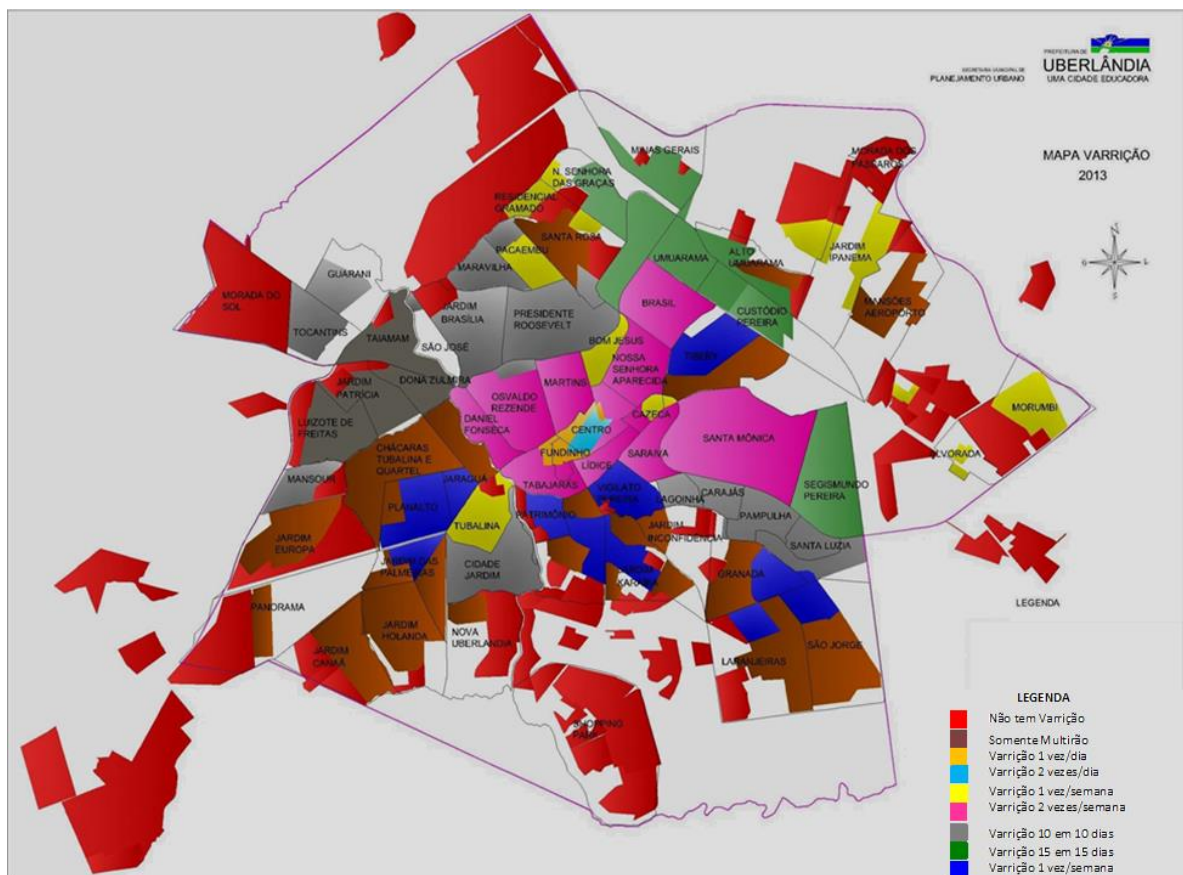 PREFEITURA DE
UBERLÂNDIA
UMA CIDADE EDUCADORA
SECRETARIA MUNICIPAL DE
PLANEJAMENTO URBANO
MAPA VARRIÇÃO
2013
N
S
MINAS GERAIS
MORADA DOS
PÁSSAROS
N. SENHORA
DAS GRAÇAS
RESIDENCIAL
GRAMADO
SANTA ROSA
PACAEMBU
MARAVILHA
UMUARAMA
ALTO
UMUARAMA
JARDIM
IPANEMA
GUARANI
MORADA DO
SOL
TOCANTINS
TAIAMAM
JARDIM
BRASÍLIA
SÃO JOSÉ
PRESIDENTE
ROOSEVELT
BRASIL
CUSTÓDIO
PEREIRA
MANSÕES
AEROPORTO
BOM JESUS
NOSSA
SENHORA
APARECIDA
TIBERY
JARDIM
PATRÍCIA
DONA ZULMIRA
OSVALDO
REZENDE
MARTINS
DANIEL
FONSECA
CENTRO
CAZECA
MORUMBI
LUIZOTE DE
FREITAS
CHÁCARAS
TUBALINA E
QUARTEL
FUNDINHO
LÍDICE
SARAIVA
SANTA MÔNICA
ALVORADA
MANSOUR
JARAGUÁ
TABAJARÁS
VIGILATO
PEREIRA
LAGOINHA
CARAJÁS
SEGISMUNDO
PEREIRA
PLANALTO
TUBALINA
PATRIMÔNIO
PAMPULHA
JARDIM
INCONFIDÊNCIA
SANTA LUZIA
JARDIM
EUROPA
JARDIM DAS
PALMEIRAS
CIDADE
JARDIM
JARDIM
KARAÍBA
GRANADA
PANORAMA
JARDIM
HOLANDA
NOVA
UBERLÂNDIA
JARDIM
CANAÃ
LARANJEIRAS
SÃO JORGE
SHOPPING
PARK
LEGENDA
LEGENDA
Não tem Varrição
Somente Multirão
Varrição 1 vez/dia
Varrição 2 vezes/dia
Varrição 1 vez/semana
Varrição 2 vezes/semana
Varrição 10 em 10 dias
Varrição 15 em 15 dias
Varrição 1 vez/semana